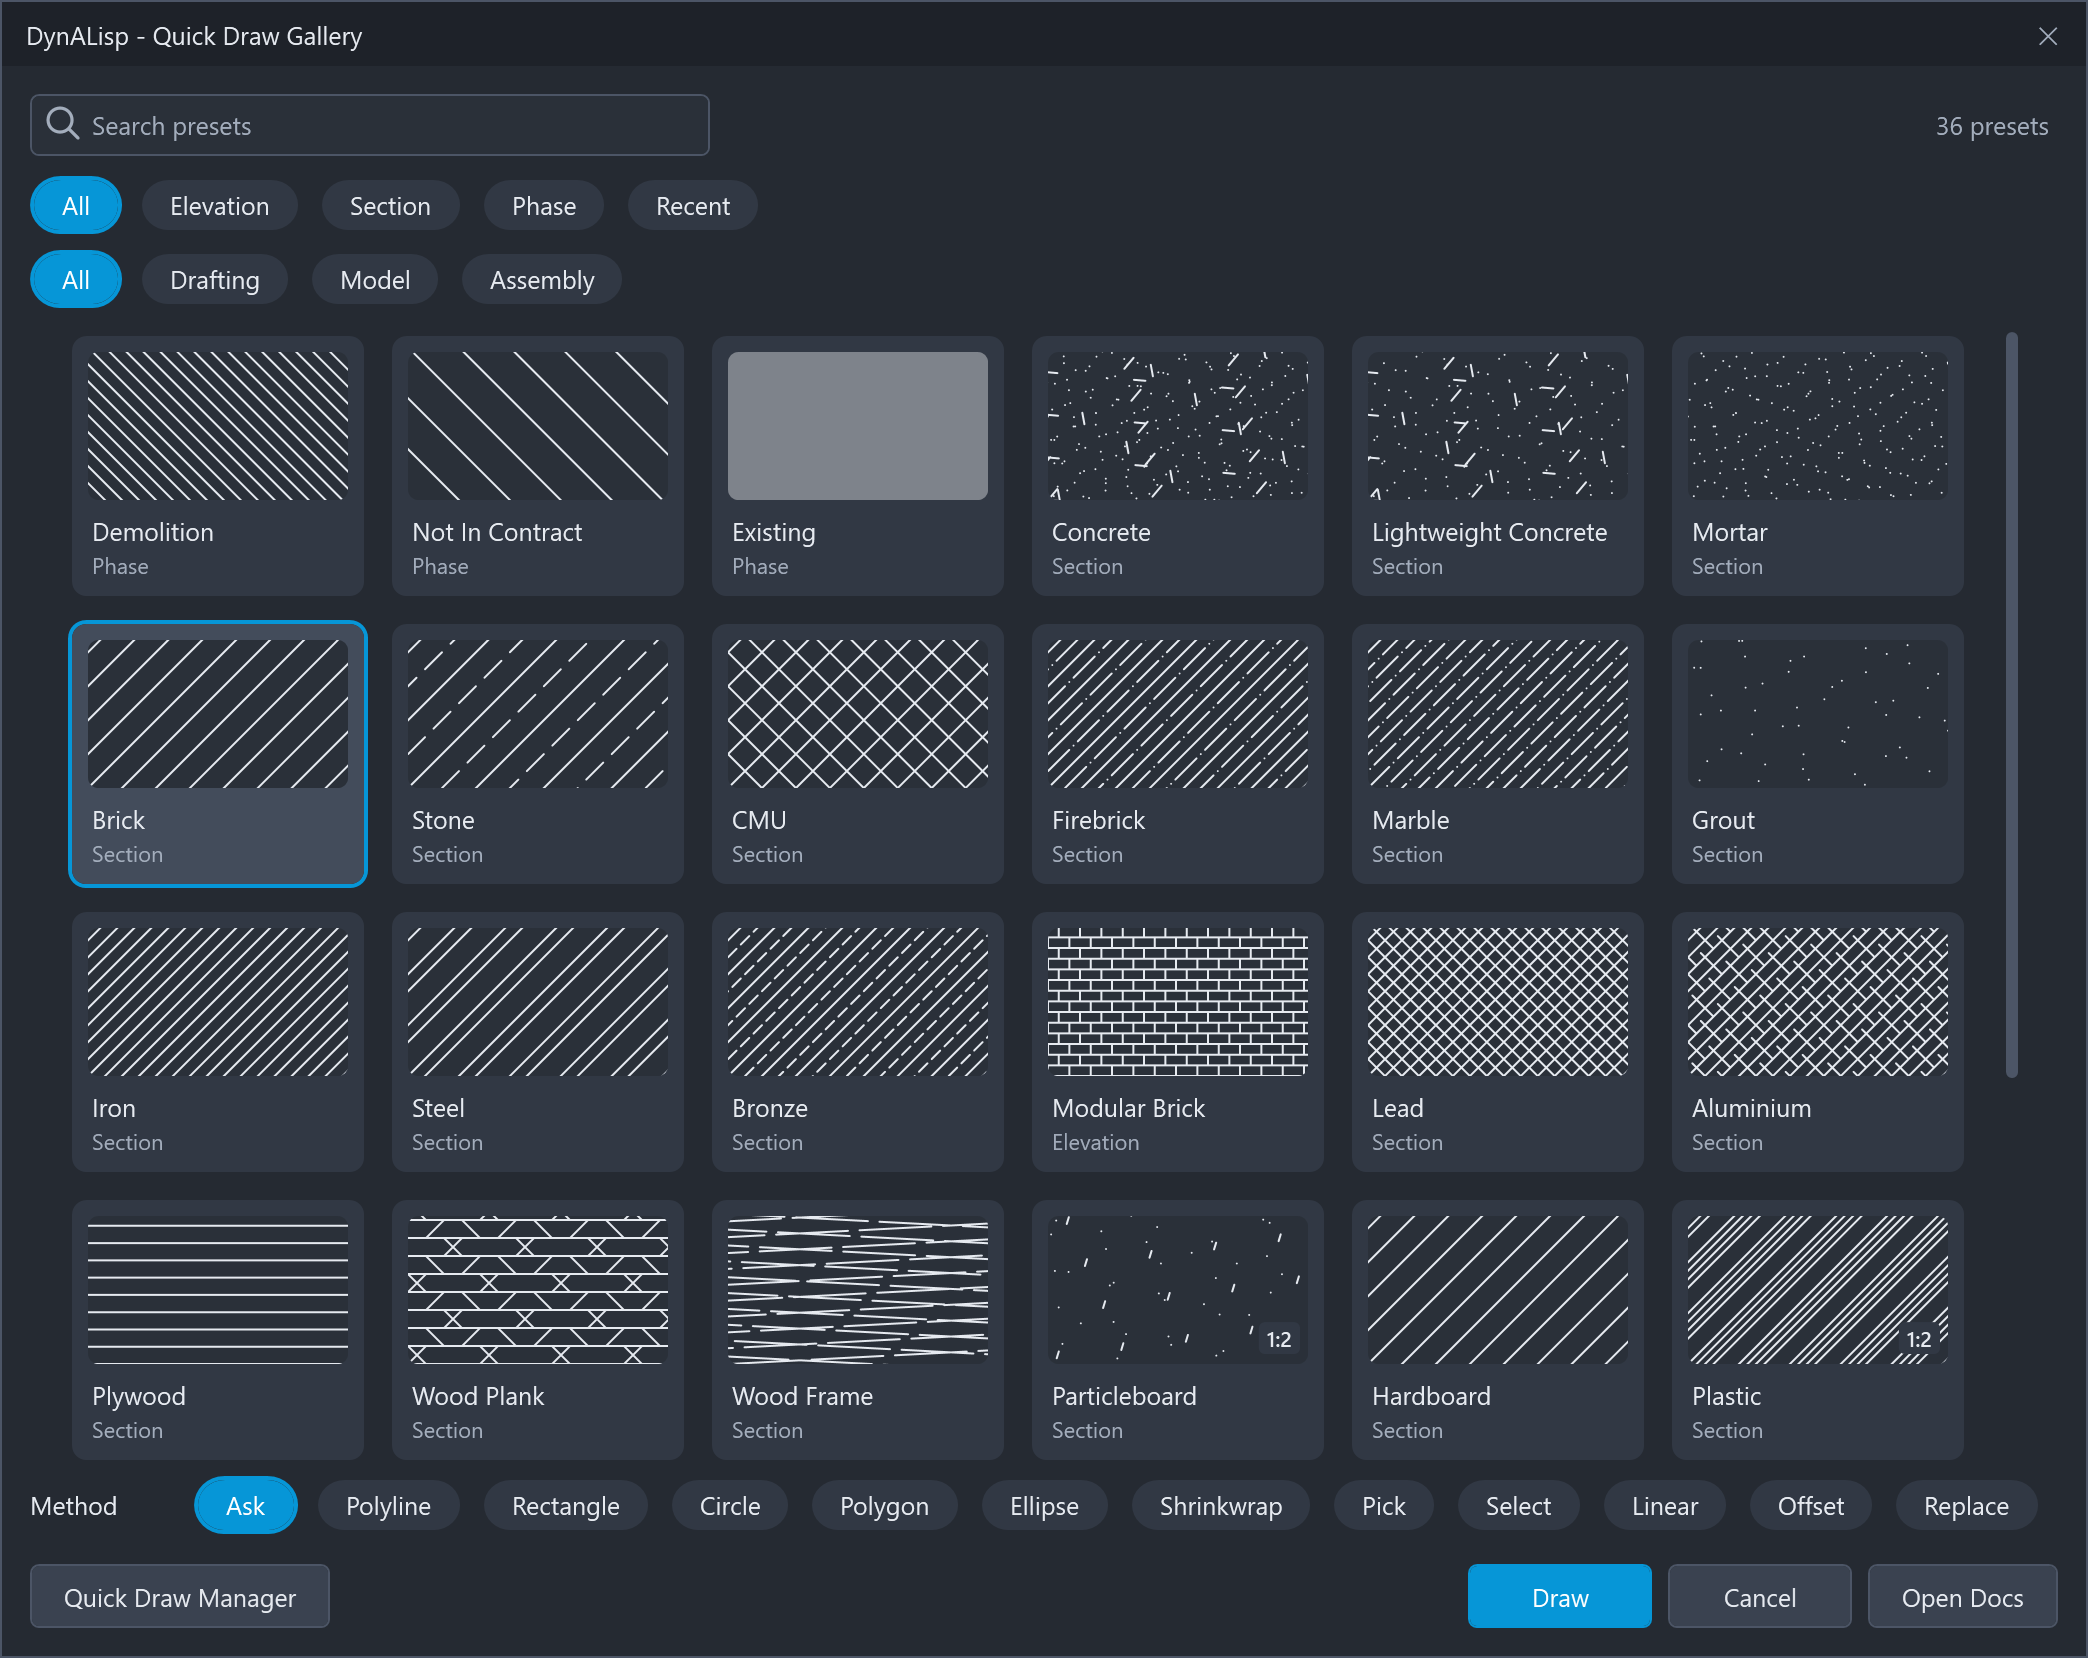 DynALisp - Quick Draw Gallery
Search presets
36 presets
All Elevation Section Phase Recent
All Drafting Model Assembly
Demolition Not In Contract Existing Concrete Lightweight Concrete Mortar
Phase Phase Phase Section Section Section
Brick Stone CMU Firebrick Marble Grout
Section Section Section Section Section Section
Iron Steel Bronze Modular Brick Lead Aluminium
Section Section Section Elevation Section Section
1:2 1:2
Plywood Wood Plank Wood Frame Particleboard Hardboard Plastic
Section Section Section Section Section Section
Method Ask Polyline Rectangle Circle Polygon Ellipse Shrinkwrap Pick Select Linear Offset Replace
Quick Draw Manager Draw Cancel Open Docs